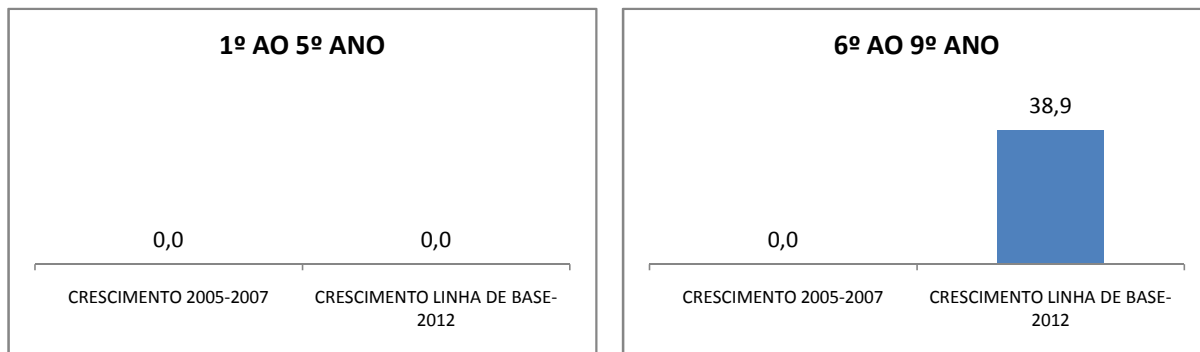 1º AO 5º ANO
0,0
0,0
CRESCIMENTO 2005-2007
CRESCIMENTO LINHA DE BASE-
2012
6º AO 9º ANO
38,9
0,0
CRESCIMENTO 2005-2007
CRESCIMENTO LINHA DE BASE-
2012